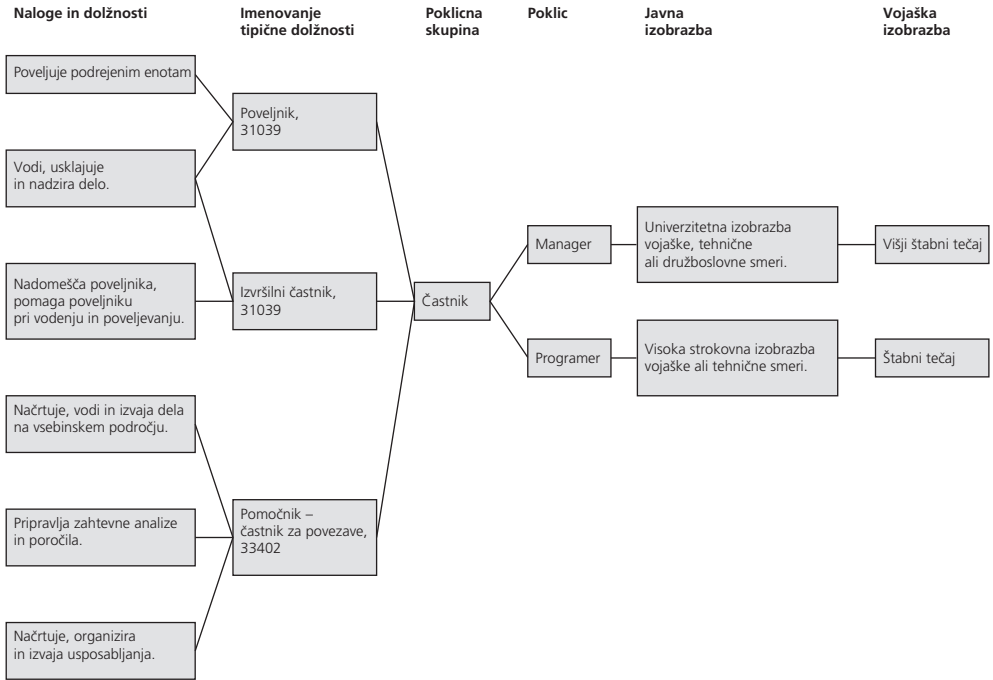 Naloge in dolžnosti
Imenovanje
tipične dolžnosti
Poklicna
skupina
Poklic
Javna
izobrazba
Vojaška
izobrazba
Poveljuje podrejenim enotam
Vodi, usklajuje
in nadzira delo.
Nadomešča poveljnika,
pomaga poveljniku
pri vodenju in poveljevanju.
Načrtuje, vodi in izvaja dela
na vsebinskem področju.
Pripravlja zahtevne analize
in poročila.
Načrtuje, organizira
in izvaja usposabljanja.
Poveljnik,
31039
Izvršilni častnik,
31039
Pomočnik –
častnik za povezave,
33402
Častnik
Manager
Programer
Univerzitetna izobrazba
vojaške, tehnične
ali družboslovne smeri.
Visoka strokovna izobrazba
vojaške ali tehnične smeri.
Višji štabni tečaj
Štabni tečaj